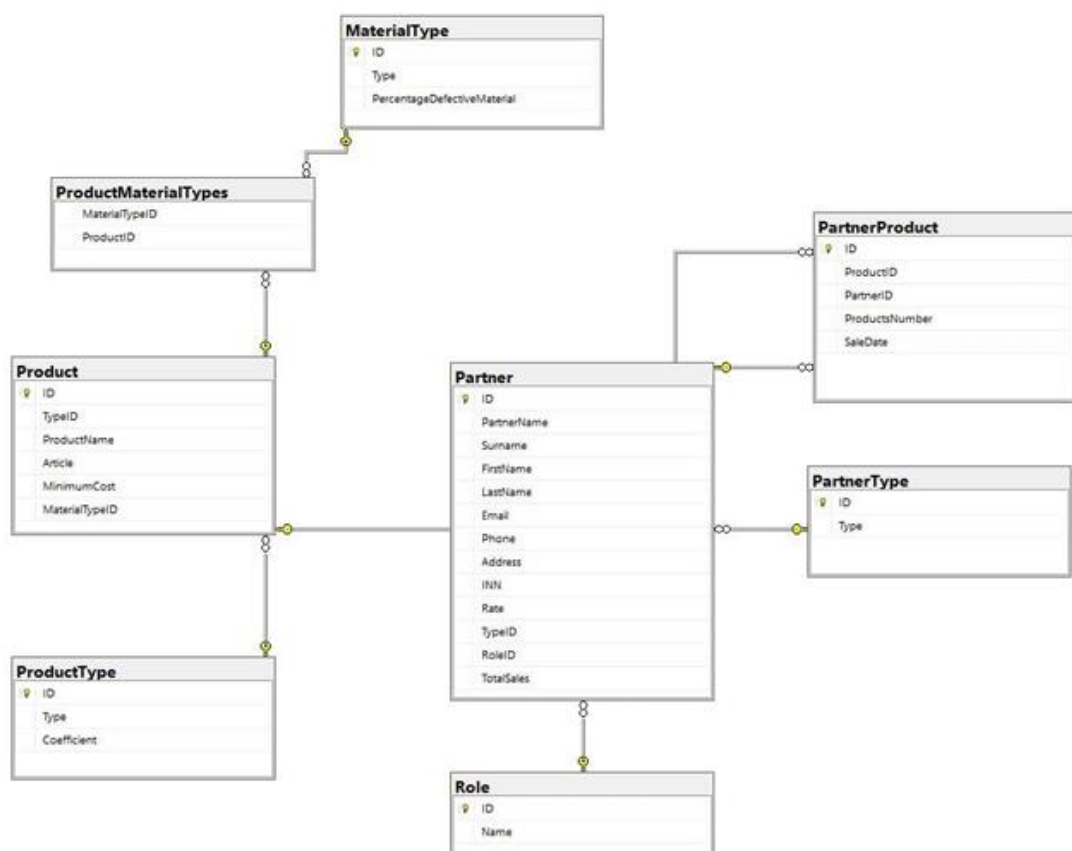 MaterialType
ID
Type
PercentageDefectiveMaterial
ProductMaterialTypes
MaterialTypeID
ProductID
PartnerProduct
ID
ProductID
PartnerID
ProductsNumber
SaleDate
Product
ID
TypeID
ProductName
Article
MinimumCost
MaterialTypeID
Partner
ID
PartnerName
Surname
FirstName
LastName
Email
Phone
Address
INN
Rate
TypeID
RoleID
TotalSales
PartnerType
ID
Type
ProductType
ID
Type
Coefficient
Role
ID
Name